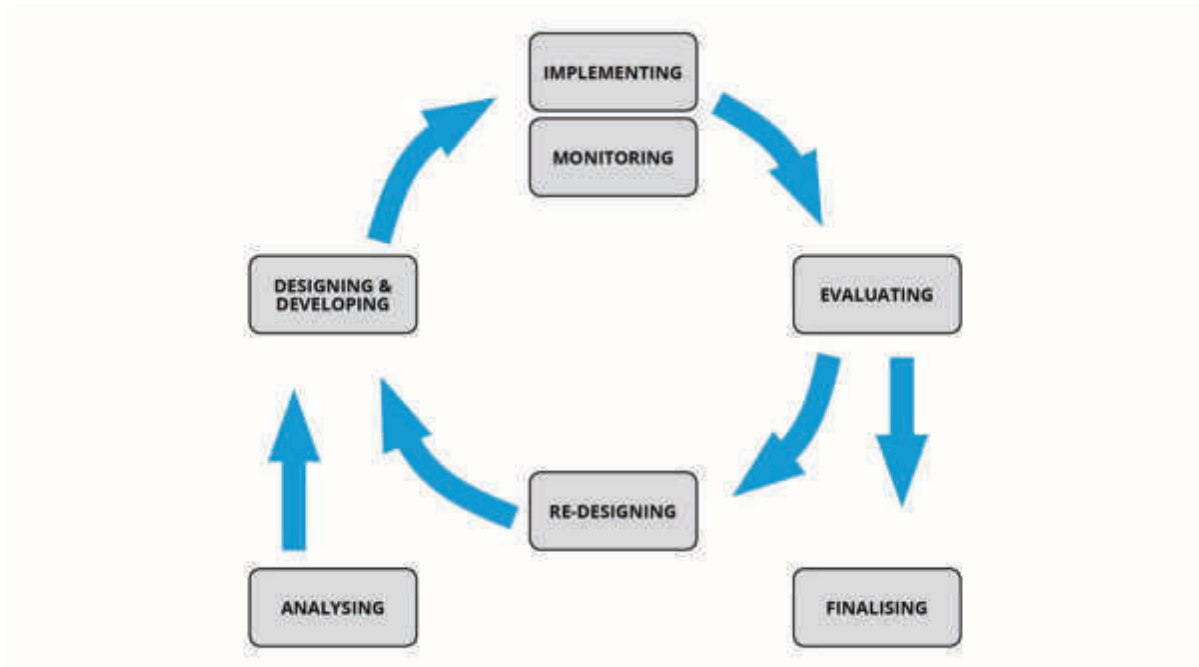 IMPLEMENTING
MONITORING
DESIGNING &
DEVELOPING
EVALUATING
RE-DESIGNING
ANALYSING
FINALISING